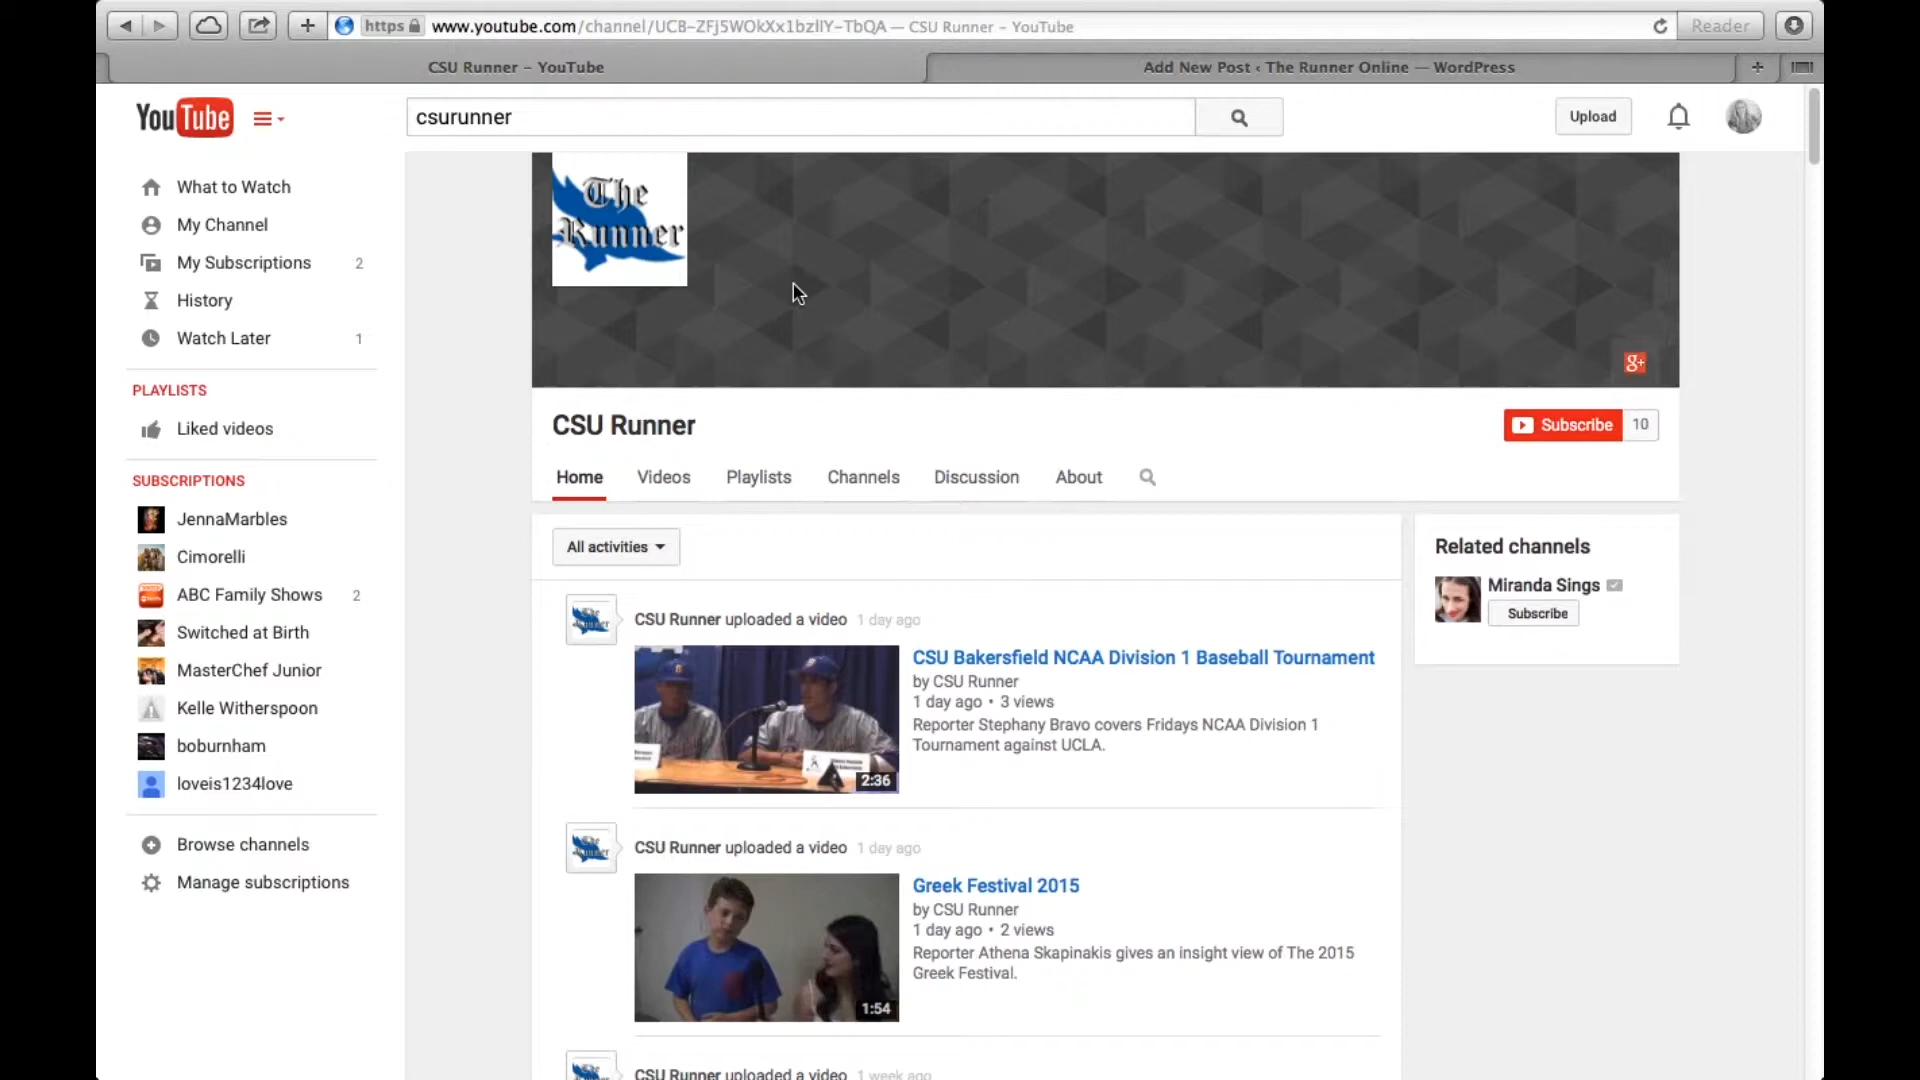 https www.youtube.com/channel/UCB-ZFj5WOkXx1bzllY-TbQA — CSU Runner - YouTube Reader
CSU Runner - YouTube
Add New Post ‹ The Runner Online — WordPress
YouTube
csurunner
Upload
What to Watch
My Channel
My Subscriptions 2
History
Watch Later 1
PLAYLISTS
Liked videos
SUBSCRIPTIONS
JennaMarbles
Cimorelli
ABC Family Shows 2
Switched at Birth
MasterChef Junior
Kelle Witherspoon
boburnham
loveis1234love
Browse channels
Manage subscriptions
The
Runner
g+
CSU Runner
Subscribe 10
Home Videos Playlists Channels Discussion About
All activities
CSU Runner uploaded a video 1 day ago
2:36
CSU Bakersfield NCAA Division 1 Baseball Tournament
by CSU Runner
1 day ago • 3 views
Reporter Stephany Bravo covers Fridays NCAA Division 1
Tournament against UCLA.
CSU Runner uploaded a video 1 day ago
1:54
Greek Festival 2015
by CSU Runner
1 day ago • 2 views
Reporter Athena Skapinakis gives an insight view of The 2015
Greek Festival.
CSU Runner uploaded a video 1 week ago
Related channels
Miranda Sings
Subscribe